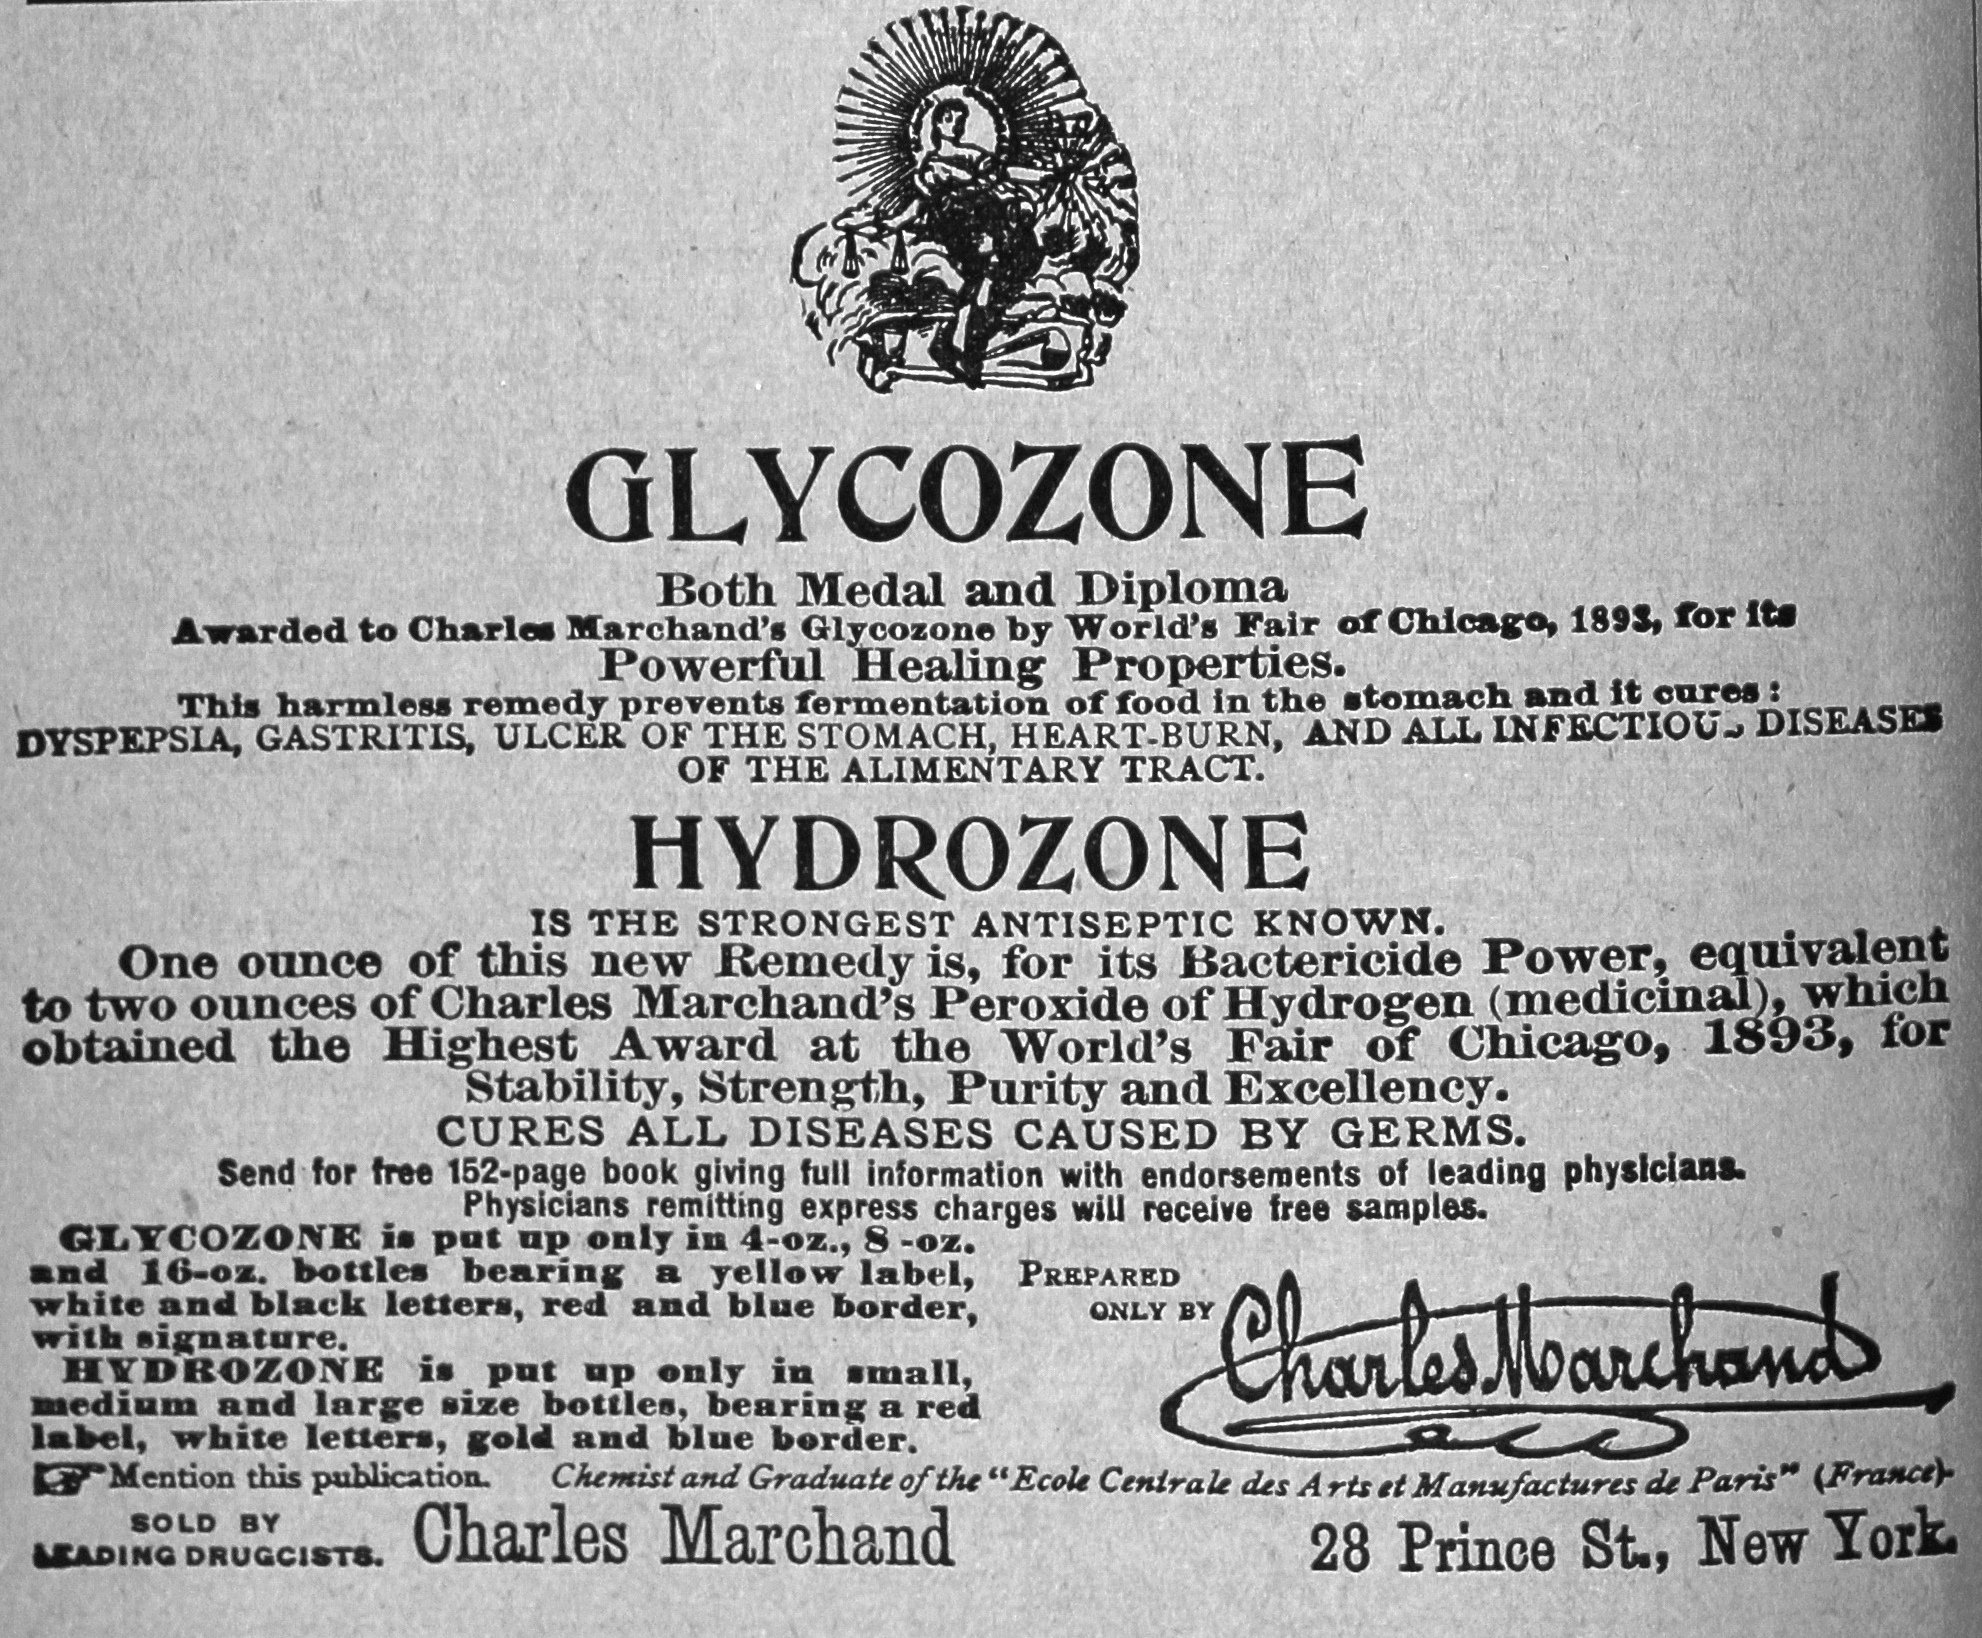 GLYCOZONE
Both Medal and Diploma
Awarded to Charles Marchand's Glycozone by World's Fair of Chicago, 1893, for its
Powerful Healing Properties.
This harmless remedy prevents fermentation of food in the stomach and it cures:
DYSPEPSIA, GASTRITIS, ULCER OF THE STOMACH, HEART-BURN, AND ALL INFECTIOUS DISEASES
OF THE ALIMENTARY TRACT.
HYDROZONE
IS THE STRONGEST ANTISEPTIC KNOWN.
One ounce of this new Remedy is, for its Bactericide Power, equivalent
to two ounces of Charles Marchand's Peroxide of Hydrogen (medicinal), which
obtained the Highest Award at the World's Fair of Chicago, 1893, for
Stability, Strength, Purity and Excellency.
CURES ALL DISEASES CAUSED BY GERMS.
Send for free 152-page book giving full information with endorsements of leading physicians.
Physicians remitting express charges will receive free samples.
GLYCOZONE is put up only in 4-oz., 8-oz.
and 16-oz. bottles bearing a yellow label,
white and black letters, red and blue border,
with signature.
HYDROZONE is put up only in small,
medium and large size bottles, bearing a red
label, white letters, gold and blue border.
PREPARED
ONLY BY
Charles Marchand
Mention this publication.
Chemist and Graduate of the "Ecole Centrale des Arts et Manufactures de Paris" (France).
SOLD BY
LEADING DRUGGISTS.
Charles Marchand
28 Prince St., New York.